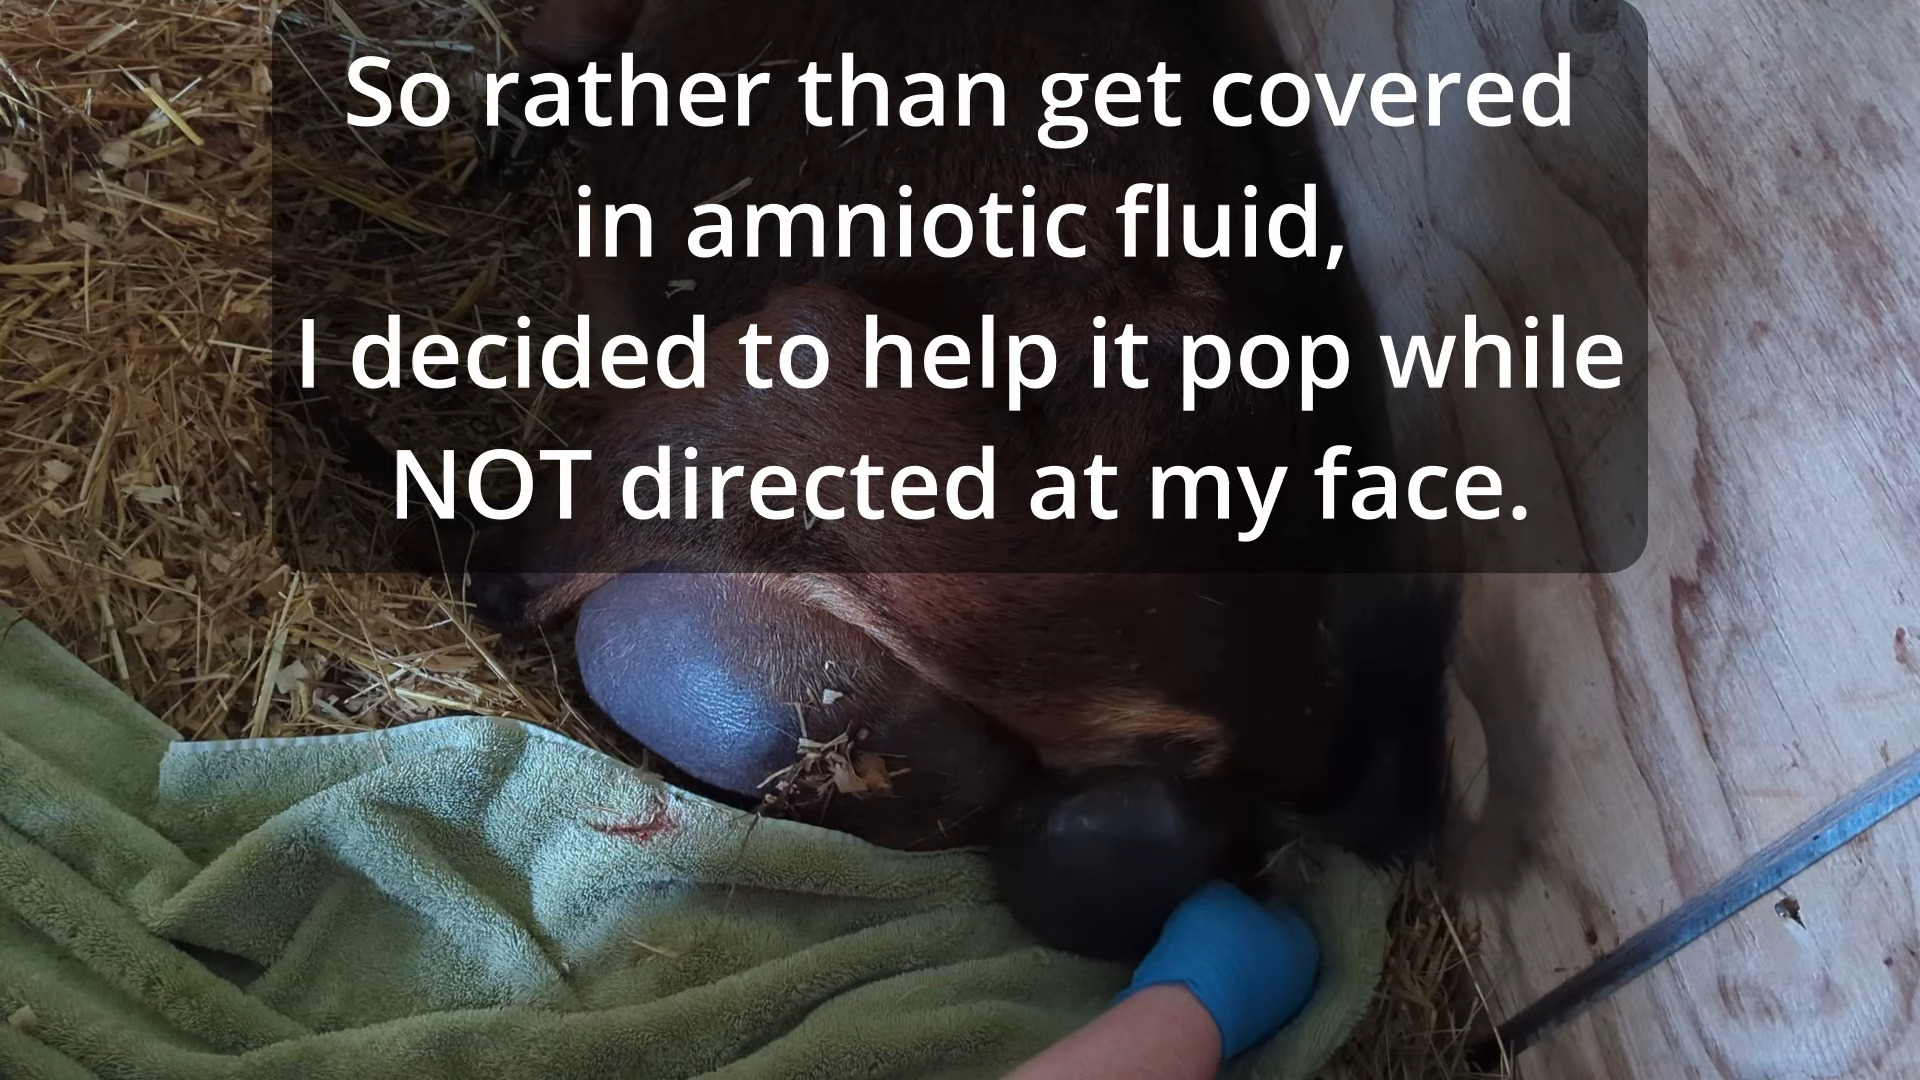 So rather than get covered
in amniotic fluid,
I decided to help it pop while
NOT directed at my face.